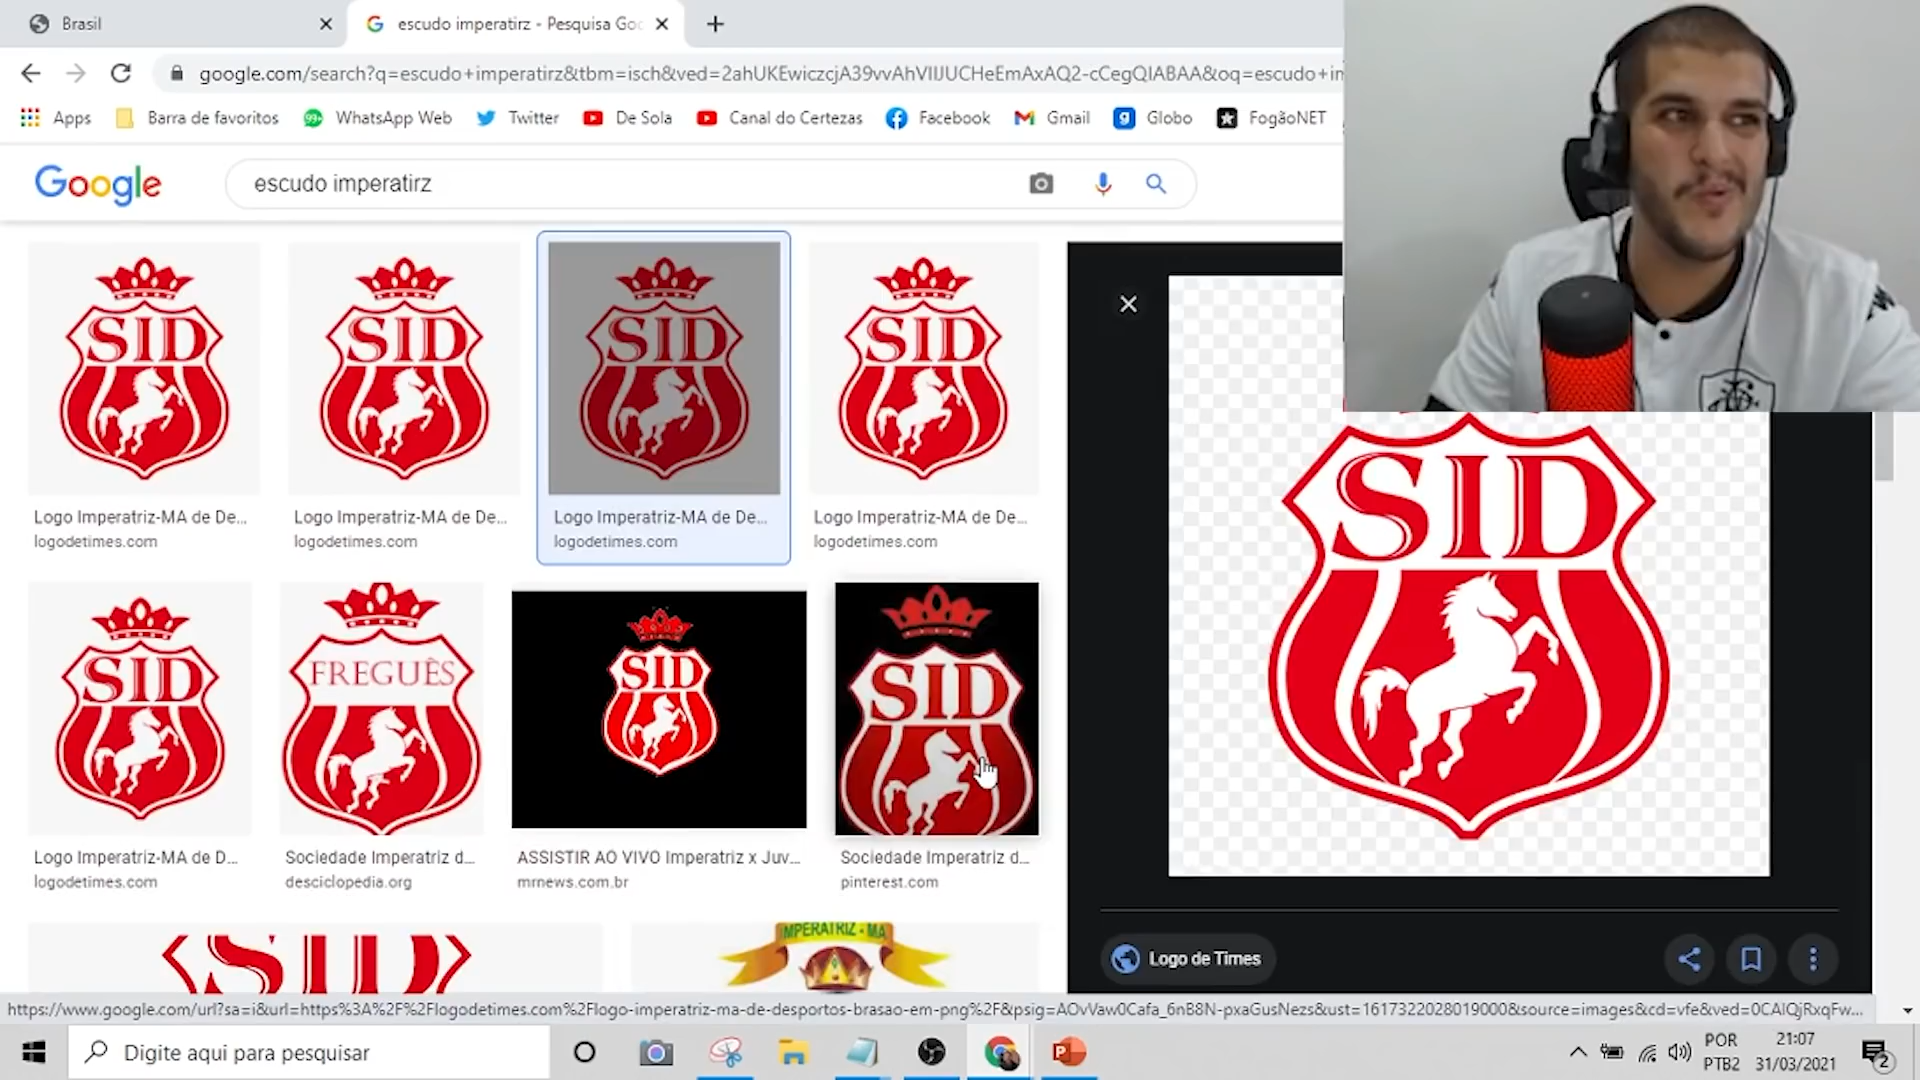 Brasil
escudo imperatirz - Pesquisa Goo
google.com/search?q=escudo+imperatirz&tbm=isch&ved=2ahUKEwiczcjA39vvAhVIIJUCHeEmAxAQ2-cCegQIABAA&oq=escudo+im
Apps Barra de favoritos 99+ WhatsApp Web Twitter De Sola Canal do Certezas Facebook Gmail g Globo FogãoNET
Google escudo imperatirz
SID SID SID SID
Logo Imperatriz-MA de De... Logo Imperatriz-MA de De... Logo Imperatriz-MA de De... Logo Imperatriz-MA de De...
logodetimes.com logodetimes.com logodetimes.com logodetimes.com
SID
SID FREGUÊS SID SID
Logo Imperatriz-MA de D... Sociedade Imperatriz d... ASSISTIR AO VIVO Imperatriz x Juv... Sociedade Imperatriz d...
logodetimes.com desciclopedia.org mrnews.com.br pinterest.com
SID IMPERATRIZ - MA
Logo de Times
https://www.google.com/url?sa=i&url=https%3A%2F%2Flogodetimes.com%2Flogo-imperatriz-ma-de-desportos-brasao-em-png%2F&psig=AOvVaw0Cafa_6nB8N-pxaGusNezs&ust=1617322028019000&source=images&cd=vfe&ved=0CAIQjRxqFw...
Digite aqui para pesquisar
POR
PTB2
21:07
31/03/2021
2